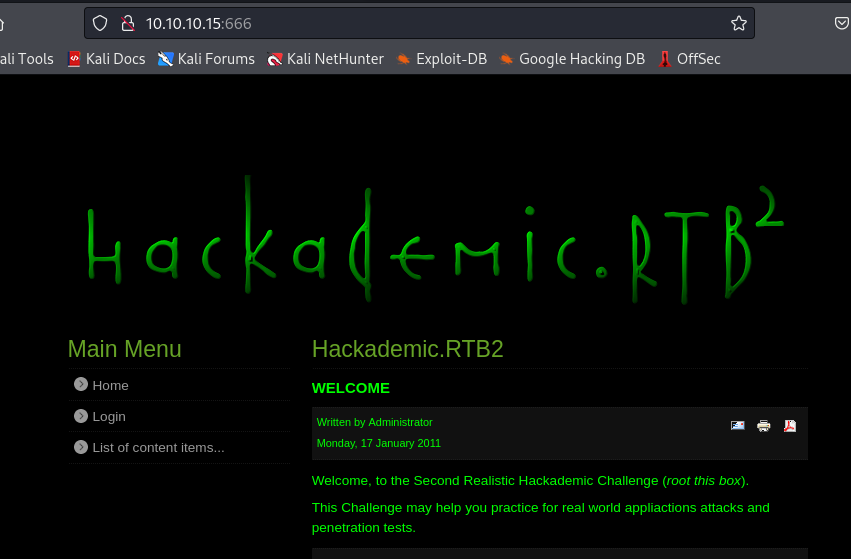 10.10.10.15:666
ali Tools Kali Docs Kali Forums Kali NetHunter Exploit-DB Google Hacking DB OffSec
hackademic.RTB2
Main Menu
Home
Login
List of content items...
Hackademic.RTB2
WELCOME
Written by Administrator
Monday, 17 January 2011
Welcome, to the Second Realistic Hackademic Challenge (root this box).
This Challenge may help you practice for real world appliactions attacks and
penetration tests.